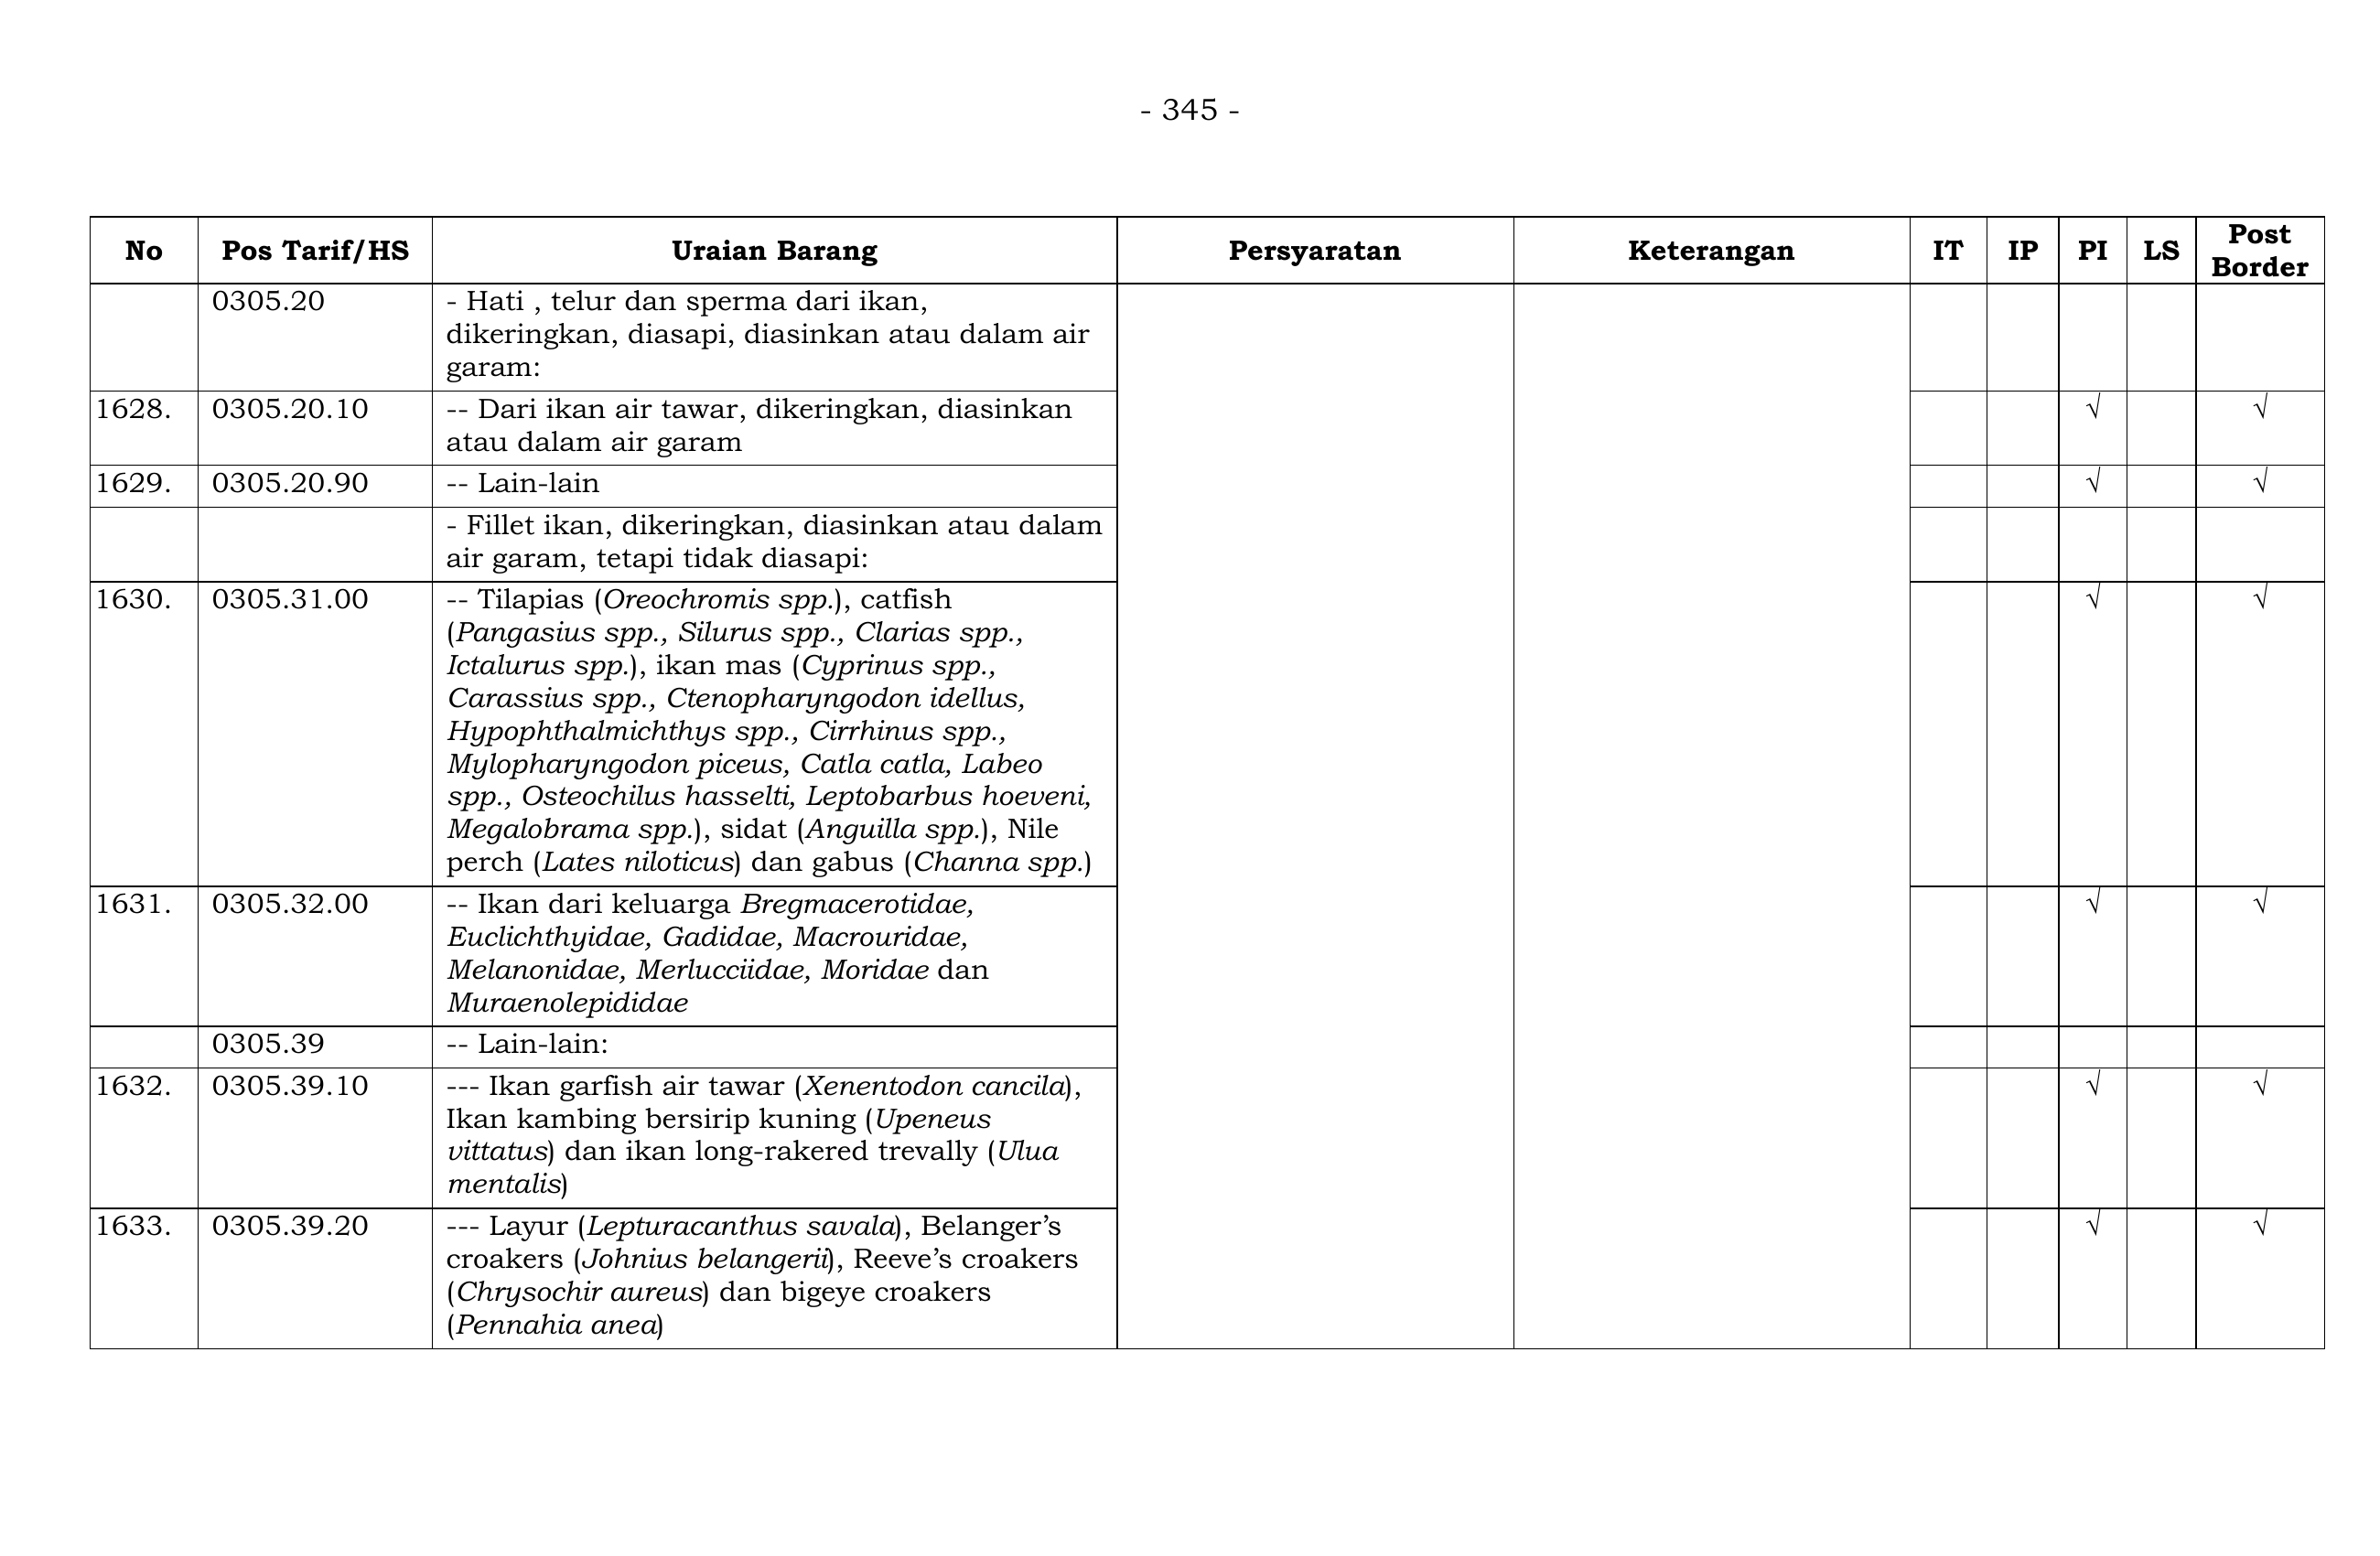 - 345 -
No Pos Tarif/HS Uraian Barang Persyaratan Keterangan IT IP PI LS Post Border
0305.20 - Hati , telur dan sperma dari ikan,
dikeringkan, diasapi, diasinkan atau dalam air
garam:
1628. 0305.20.10 -- Dari ikan air tawar, dikeringkan, diasinkan √ √
atau dalam air garam
1629. 0305.20.90 -- Lain-lain √ √
- Fillet ikan, dikeringkan, diasinkan atau dalam
air garam, tetapi tidak diasapi:
1630. 0305.31.00 -- Tilapias (Oreochromis spp.), catfish √ √
(Pangasius spp., Silurus spp., Clarias spp.,
Ictalurus spp.), ikan mas (Cyprinus spp.,
Carassius spp., Ctenopharyngodon idellus,
Hypophthalmichthys spp., Cirrhinus spp.,
Mylopharyngodon piceus, Catla catla, Labeo
spp., Osteochilus hasselti, Leptobarbus hoeveni,
Megalobrama spp.), sidat (Anguilla spp.), Nile
perch (Lates niloticus) dan gabus (Channa spp.)
1631. 0305.32.00 -- Ikan dari keluarga Bregmacerotidae, √ √
Euclichthyidae, Gadidae, Macrouridae,
Melanonidae, Merlucciidae, Moridae dan
Muraenolepididae
0305.39 -- Lain-lain:
1632. 0305.39.10 --- Ikan garfish air tawar (Xenentodon cancila), √ √
Ikan kambing bersirip kuning (Upeneus
vittatus) dan ikan long-rakered trevally (Ulua
mentalis)
1633. 0305.39.20 --- Layur (Lepturacanthus savala), Belanger’s √ √
croakers (Johnius belangerii), Reeve’s croakers
(Chrysochir aureus) dan bigeye croakers
(Pennahia anea)